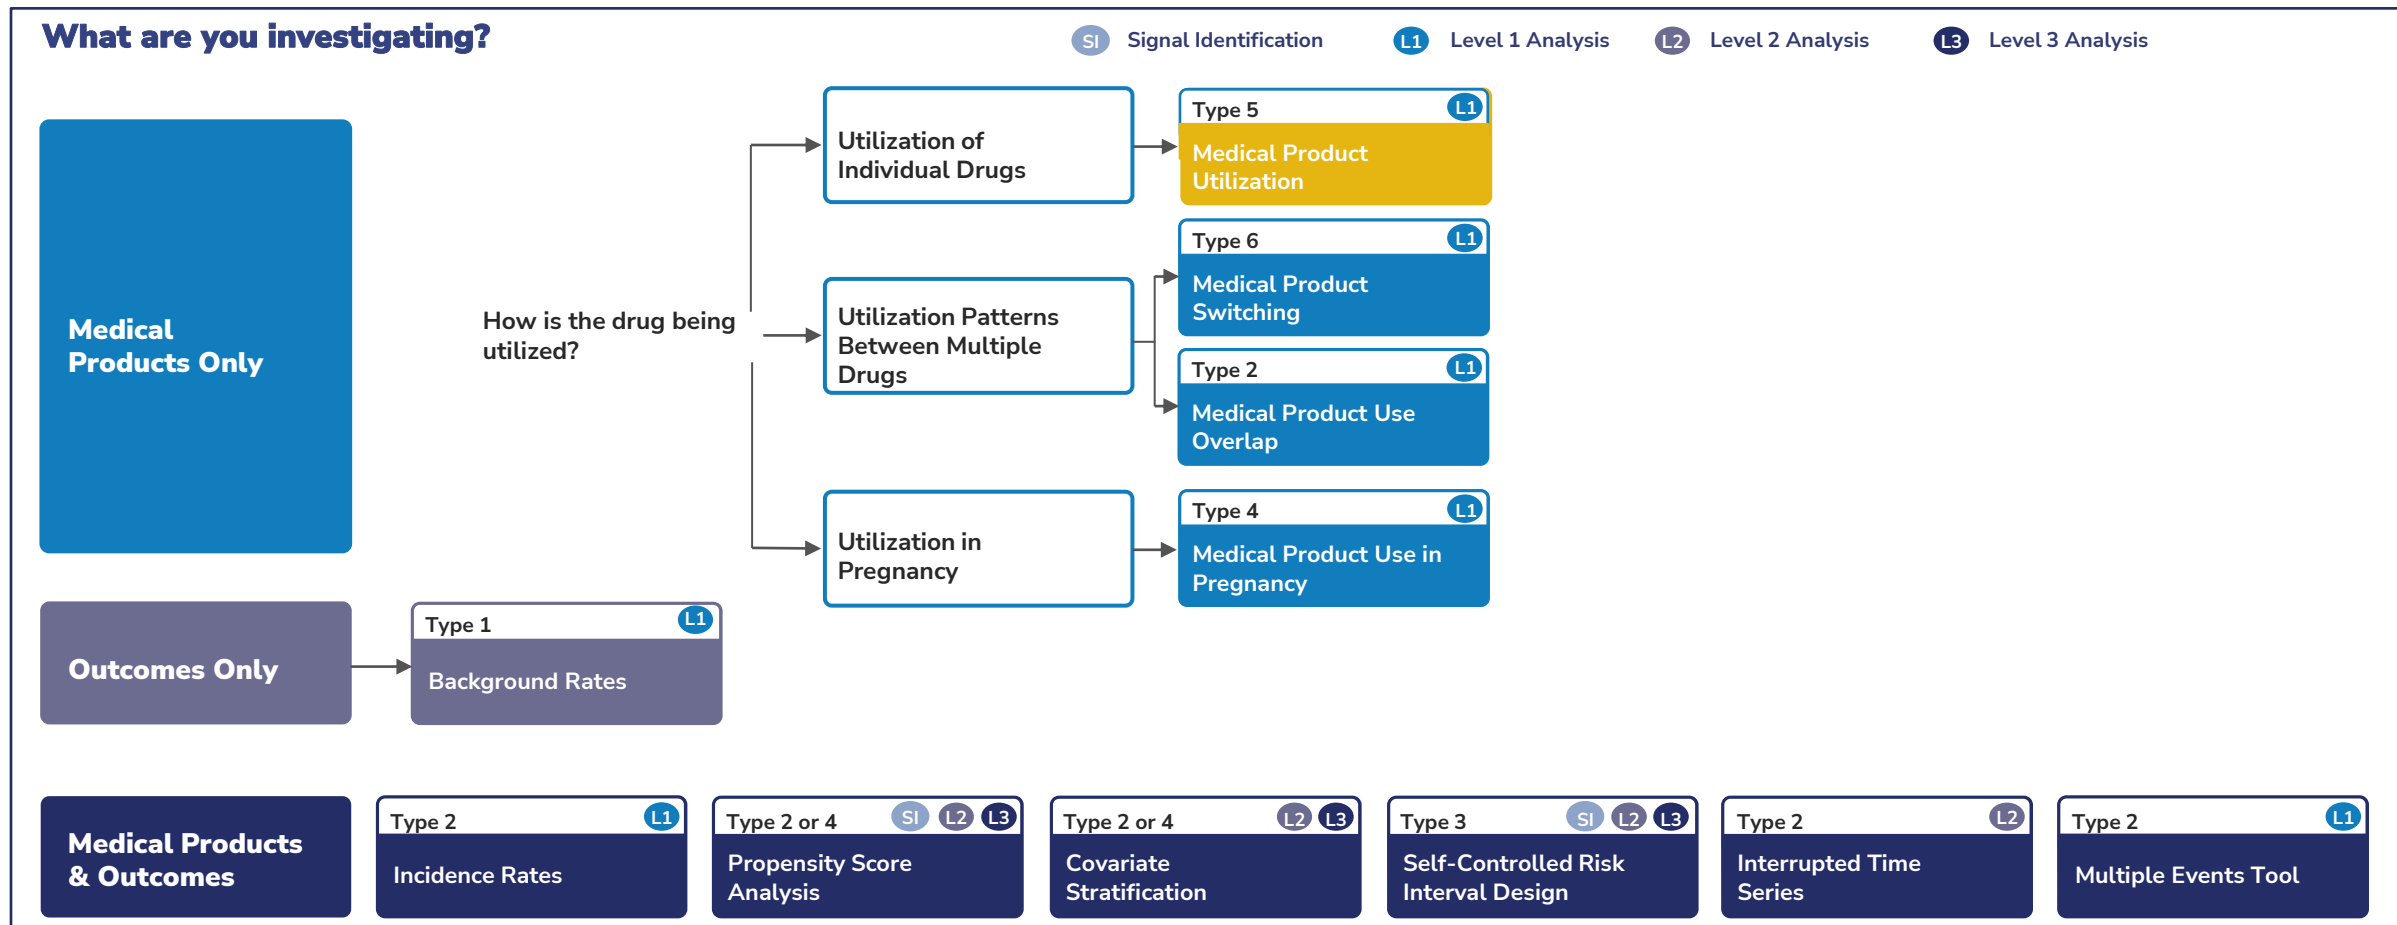 What are you investigating?
SI Signal Identification
L1 Level 1 Analysis
L2 Level 2 Analysis
L3 Level 3 Analysis
Medical
Products Only
How is the drug being
utilized?
Utilization of
Individual Drugs
Type 5 L1
Medical Product
Utilization
Utilization Patterns
Between Multiple
Drugs
Type 6 L1
Medical Product
Switching
Type 2 L1
Medical Product Use
Overlap
Utilization in
Pregnancy
Type 4 L1
Medical Product Use in
Pregnancy
Outcomes Only
Type 1 L1
Background Rates
Medical Products
& Outcomes
Type 2 L1
Incidence Rates
Type 2 or 4 SI L2 L3
Propensity Score
Analysis
Type 2 or 4 L2 L3
Covariate
Stratification
Type 3 SI L2 L3
Self-Controlled Risk
Interval Design
Type 2 L2
Interrupted Time
Series
Type 2 L1
Multiple Events Tool